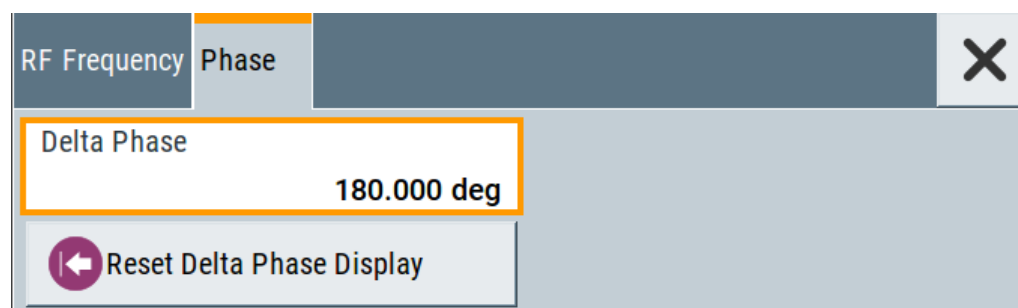 RF Frequency Phase
Delta Phase
180.000 deg
Reset Delta Phase Display